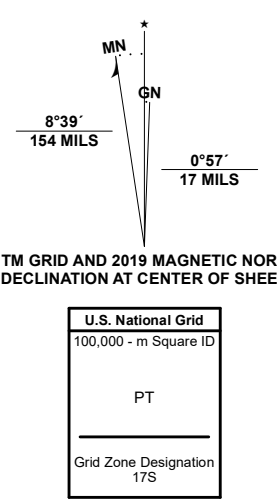 MN
GN
8°39´
154 MILS
0°57´
17 MILS
TM GRID AND 2019 MAGNETIC NOR
DECLINATION AT CENTER OF SHEE
U.S. National Grid
100,000 - m Square ID
PT
Grid Zone Designation
17S